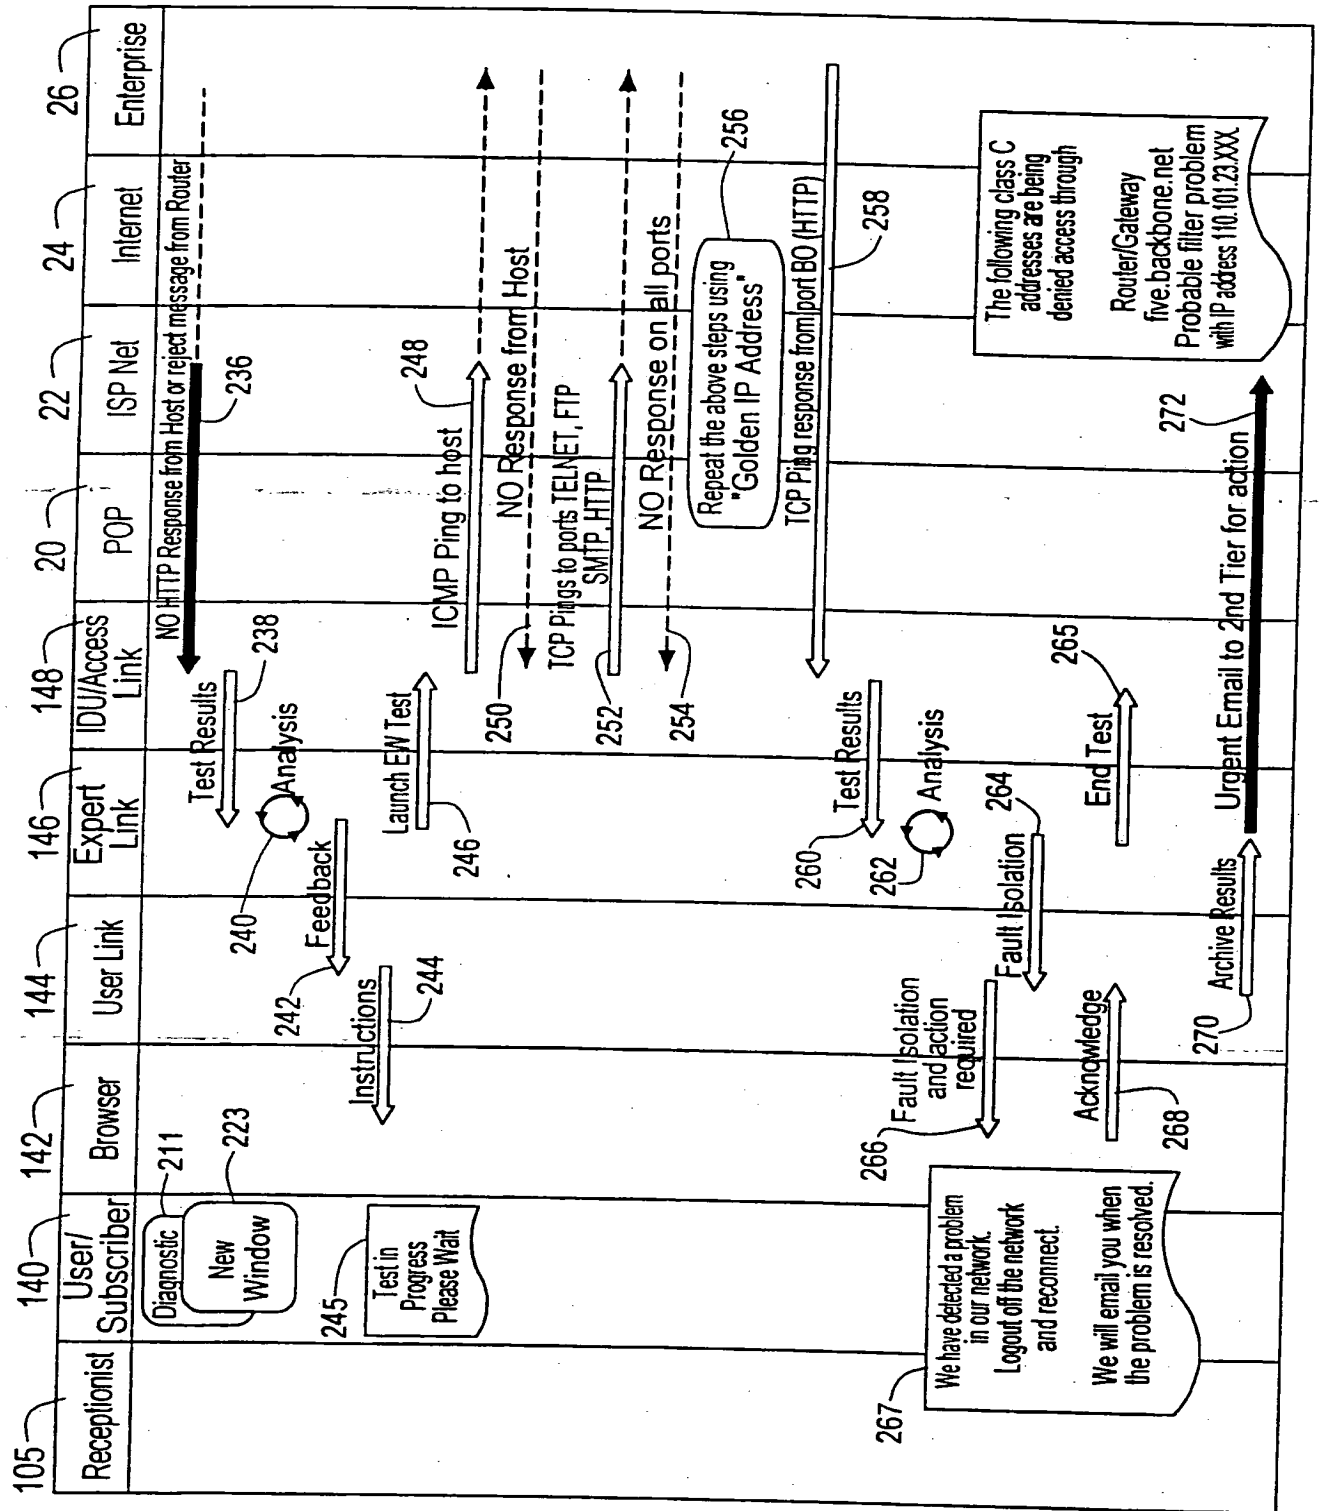 105
140
142
144
146
148
20
22
24
26
Receptionist
User/
Subscriber
Browser
User Link
Expert
Link
IDU/Access
Link
POP
ISP Net
Internet
Enterprise
Diagnostic
211
New
Window
223
NO HTTP Response from Host or reject message from Router
236
Test Results
238
Analysis
240
Feedback
242
Instructions
244
245
Test in
Progress
Please Wait
Launch EW Test
246
ICMP Ping to host
248
NO Response from Host
250
TCP Pings to ports TELNET, FTP
SMTP, HTTP
252
NO Response on all ports
254
Repeat the above steps using
"Golden IP Address"
256
TCP Ping response from port BO (HTTP)
258
Test Results
260
Analysis
262
Fault Isolation
264
Fault Isolation
and action
required
266
End Test
265
Acknowledge
268
267
We have detected a problem
in our network.
Logout off the network
and reconnect.
We will email you when
the problem is resolved.
Archive Results
270
Urgent Email to 2nd Tier for action
272
The following class C
addresses are being
denied access through
Router/Gateway
five.backbone.net
Probable filter problem
with IP address 110.101.23.XXX.